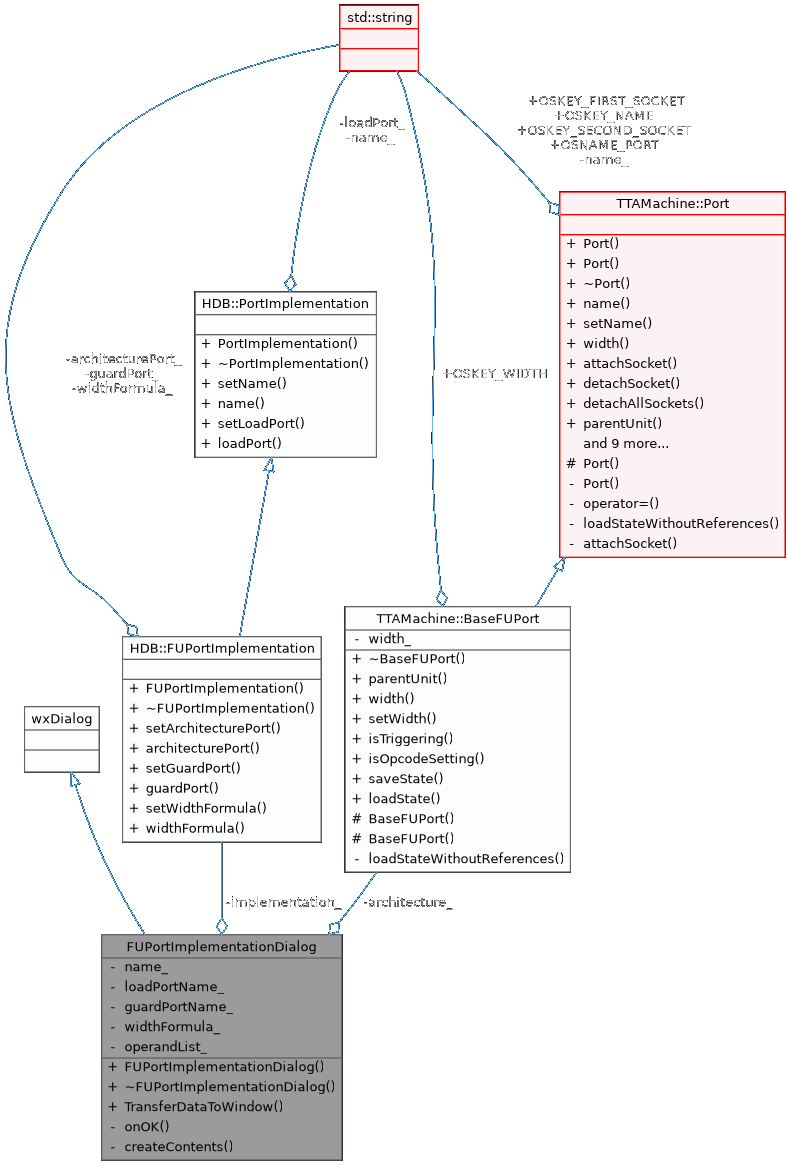 std::string
-loadPort_
-name_
+OSKEY_FIRST_SOCKET
+OSKEY_NAME
+OSKEY_SECOND_SOCKET
+OSNAME_PORT
-name_
TTAMachine::Port
+ Port()
+ Port()
+ ~Port()
+ name()
+ setName()
+ width()
+ attachSocket()
+ detachSocket()
+ detachAllSockets()
+ parentUnit()
and 9 more...
# Port()
- Port()
- operator=()
- loadStateWithoutReferences()
- attachSocket()
HDB::PortImplementation
+ PortImplementation()
+ ~PortImplementation()
+ setName()
+ name()
+ setLoadPort()
+ loadPort()
-architecturePort_
-guardPort_
-widthFormula_
+OSKEY_WIDTH
TTAMachine::BaseFUPort
- width_
+ ~BaseFUPort()
+ parentUnit()
+ width()
+ setWidth()
+ isTriggering()
+ isOpcodeSetting()
+ saveState()
+ loadState()
# BaseFUPort()
# BaseFUPort()
- loadStateWithoutReferences()
HDB::FUPortImplementation
+ FUPortImplementation()
+ ~FUPortImplementation()
+ setArchitecturePort()
+ architecturePort()
+ setGuardPort()
+ guardPort()
+ setWidthFormula()
+ widthFormula()
wxDialog
-implementation_
-architecture_
FUPortImplementationDialog
- name_
- loadPortName_
- guardPortName_
- widthFormula_
- operandList_
+ FUPortImplementationDialog()
+ ~FUPortImplementationDialog()
+ TransferDataToWindow()
- onOK()
- createContents()